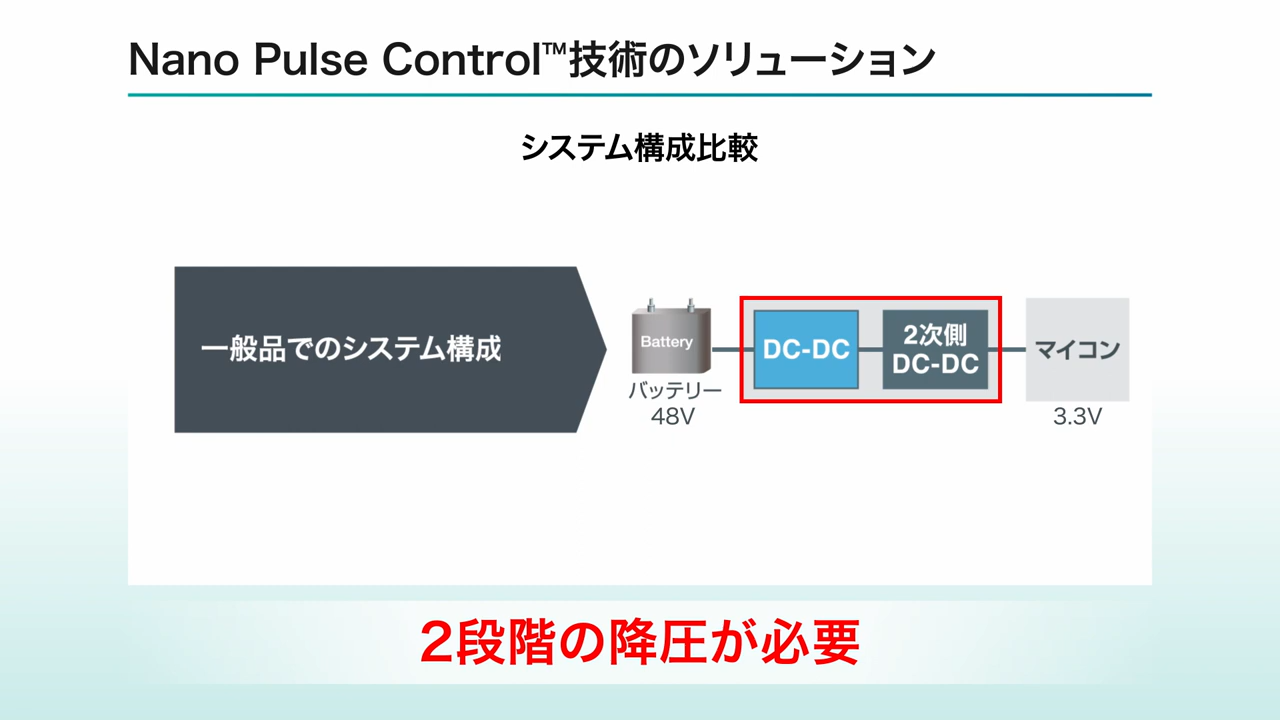 Nano Pulse Control™技術のソリューション
システム構成比較
一般品でのシステム構成
Battery
バッテリー
48V
DC-DC
2次側
DC-DC
マイコン
3.3V
2段階の降圧が必要